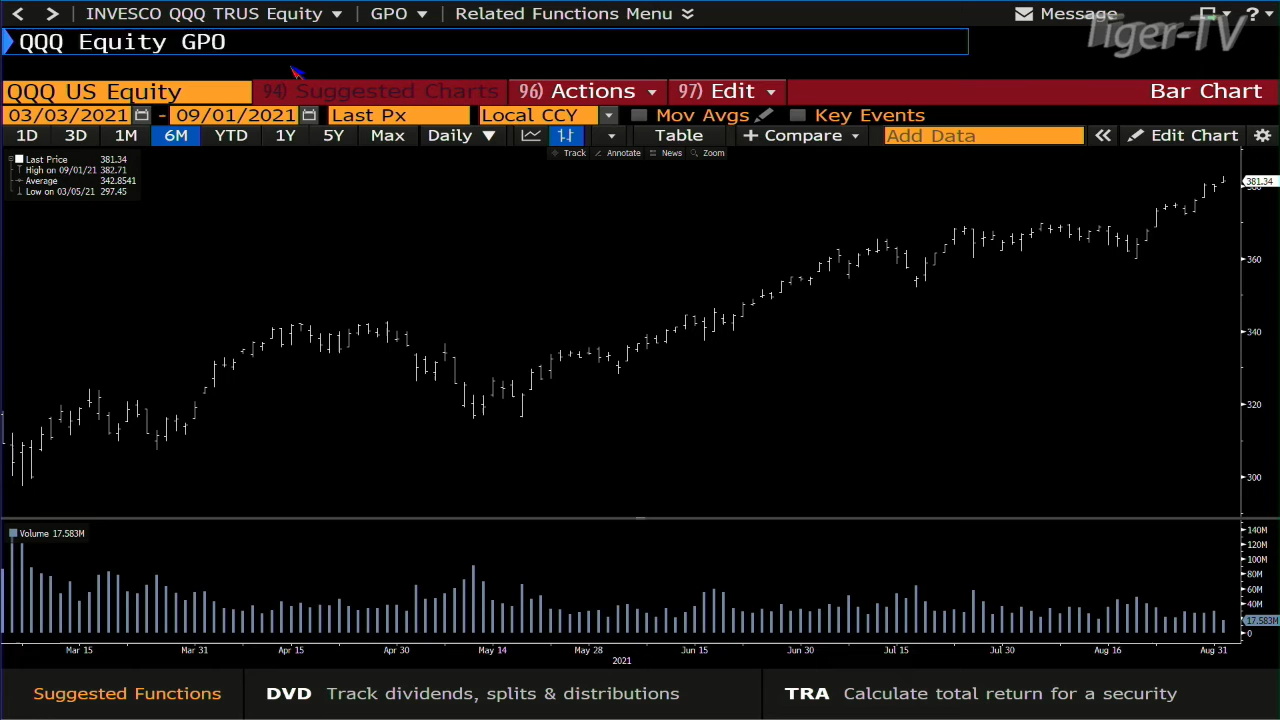 INVESCO QQQ TRUS Equity GPO Related Functions Menu Message ?
Tiger-TV
QQQ Equity GPO
QQQ US Equity 94) Suggested Charts 96) Actions 97) Edit Bar Chart
03/03/2021 - 09/01/2021 Last Px Local CCY Mov Avgs Key Events
1D 3D 1M 6M YTD 1Y 5Y Max Daily Table + Compare Add Data Edit Chart
Track Annotate News Zoom
Last Price 381.34
High on 09/01/21 382.71
Average 342.8541
Low on 03/05/21 297.45
381.34
380
360
340
320
300
Volume 17.583M
140M
120M
100M
80M
60M
40M
17.583M
0
Mar 15 Mar 31 Apr 15 Apr 30 May 14 May 28 Jun 15 Jun 30 Jul 15 Jul 30 Aug 16 Aug 31
2021
Suggested Functions DVD Track dividends, splits & distributions TRA Calculate total return for a security